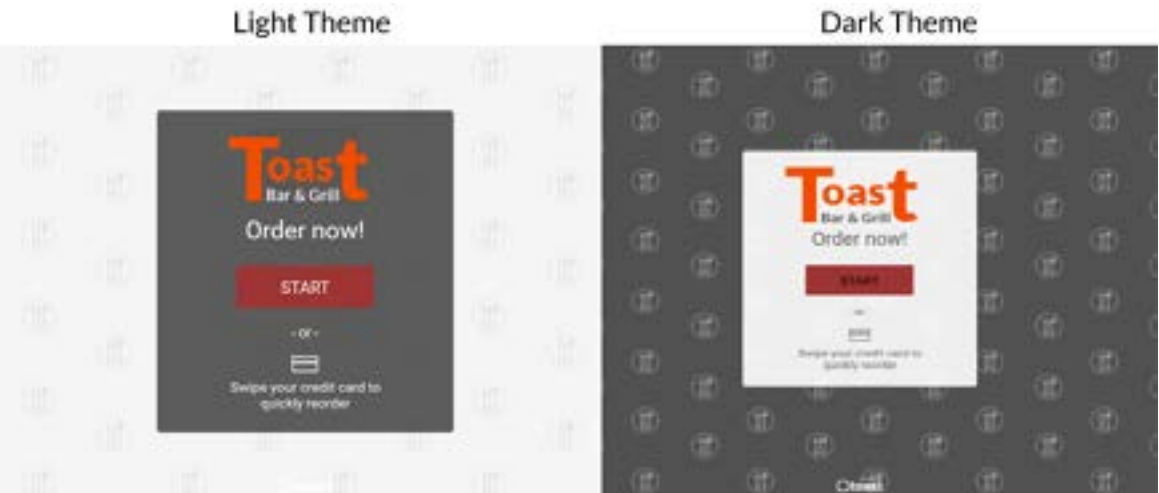 Light Theme
Toast
Bar & Grill
Order now!
START
- or -
Swipe your credit card to
quickly reorder
Dark Theme
Toast
Bar & Grill
Order now!
START
Swipe your credit card to
quickly reorder